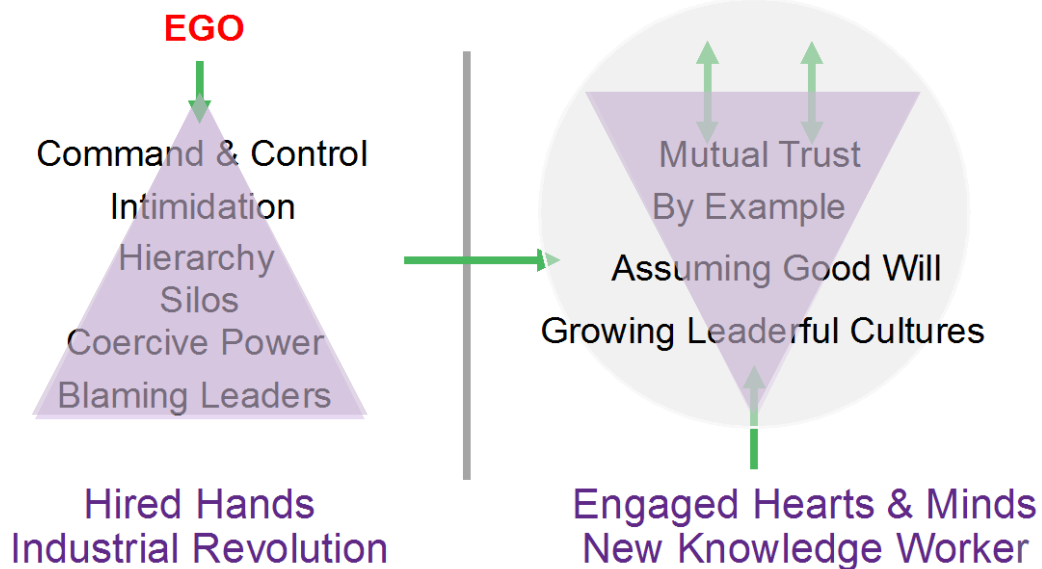 EGO
Command & Control
Intimidation
Hierarchy
Silos
Coercive Power
Blaming Leaders
Hired Hands
Industrial Revolution
Mutual Trust
By Example
Assuming Good Will
Growing Leaderful Cultures
Engaged Hearts & Minds
New Knowledge Worker